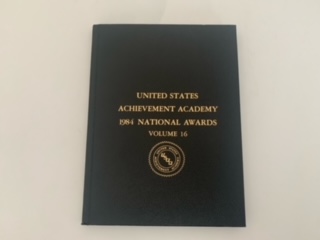 UNITED STATES
ACHIEVEMENT ACADEMY
1984 NATIONAL AWARDS
VOLUME 16